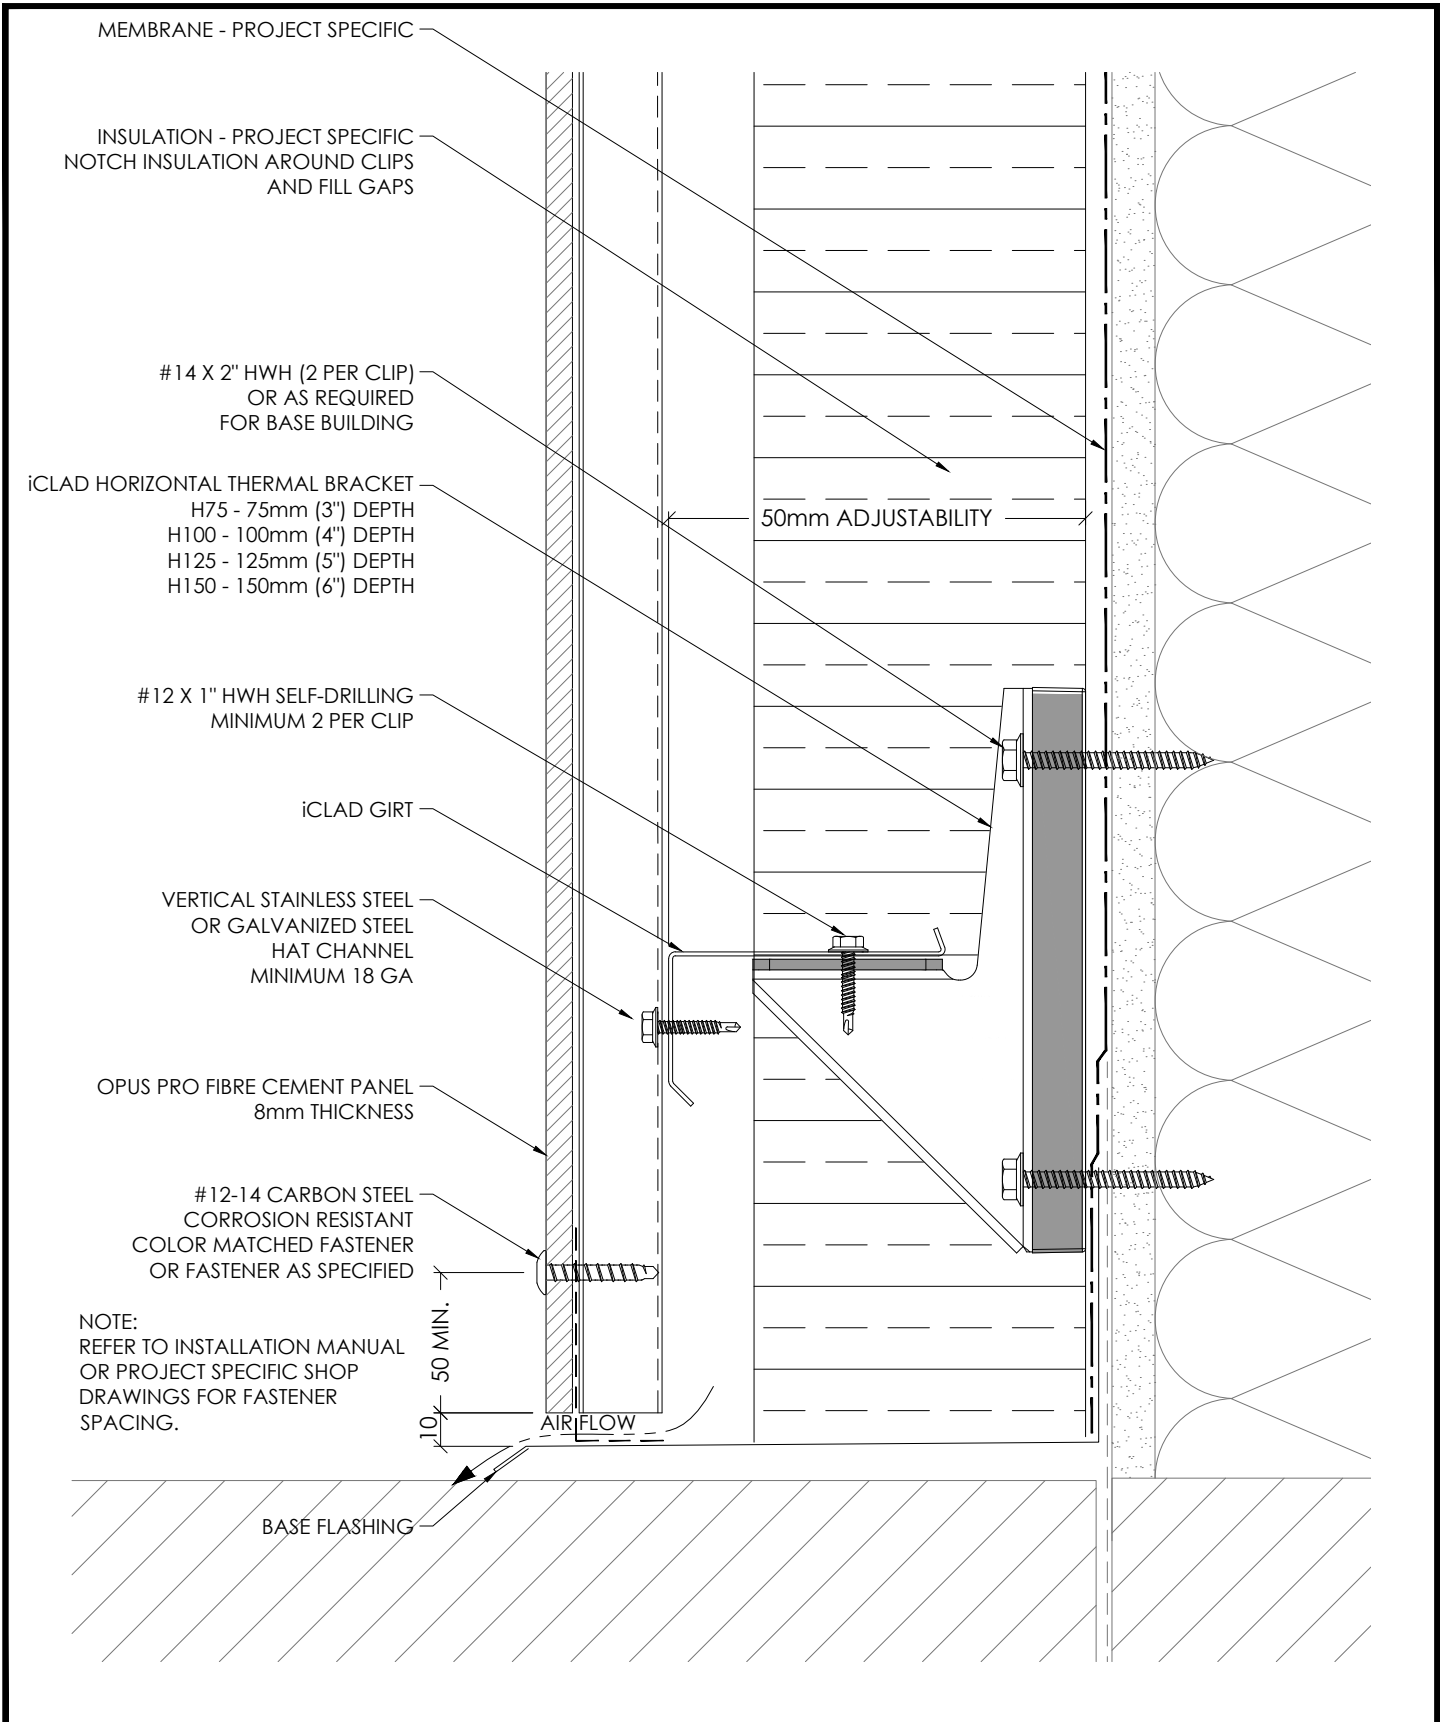 MEMBRANE - PROJECT SPECIFIC
INSULATION - PROJECT SPECIFIC
NOTCH INSULATION AROUND CLIPS
AND FILL GAPS
#14 X 2" HWH (2 PER CLIP)
OR AS REQUIRED
FOR BASE BUILDING
iCLAD HORIZONTAL THERMAL BRACKET
H75 - 75mm (3") DEPTH
H100 - 100mm (4") DEPTH
H125 - 125mm (5") DEPTH
H150 - 150mm (6") DEPTH
50mm ADJUSTABILITY
#12 X 1" HWH SELF-DRILLING
MINIMUM 2 PER CLIP
iCLAD GIRT
VERTICAL STAINLESS STEEL
OR GALVANIZED STEEL
HAT CHANNEL
MINIMUM 18 GA
OPUS PRO FIBRE CEMENT PANEL
8mm THICKNESS
#12-14 CARBON STEEL
CORROSION RESISTANT
COLOR MATCHED FASTENER
OR FASTENER AS SPECIFIED
NOTE:
REFER TO INSTALLATION MANUAL
OR PROJECT SPECIFIC SHOP
DRAWINGS FOR FASTENER
SPACING.
50 MIN.
10
AIR FLOW
BASE FLASHING